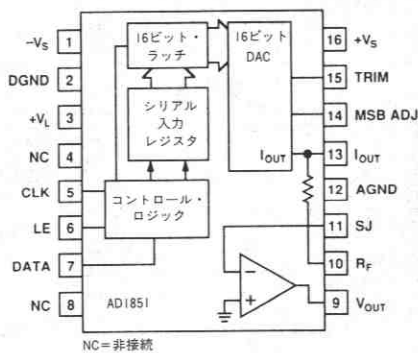 -Vs 1
DGND 2
+VL 3
NC 4
CLK 5
LE 6
DATA 7
NC 8
16ビット・
ラッチ
シリアル
入力
レジスタ
コントロール・
ロジック
AD1851
16ビット
DAC
IOUT
16 +Vs
15 TRIM
14 MSB ADJ
13 IOUT
12 AGND
11 SJ
10 RF
9 VOUT
−
+
NC=非接続